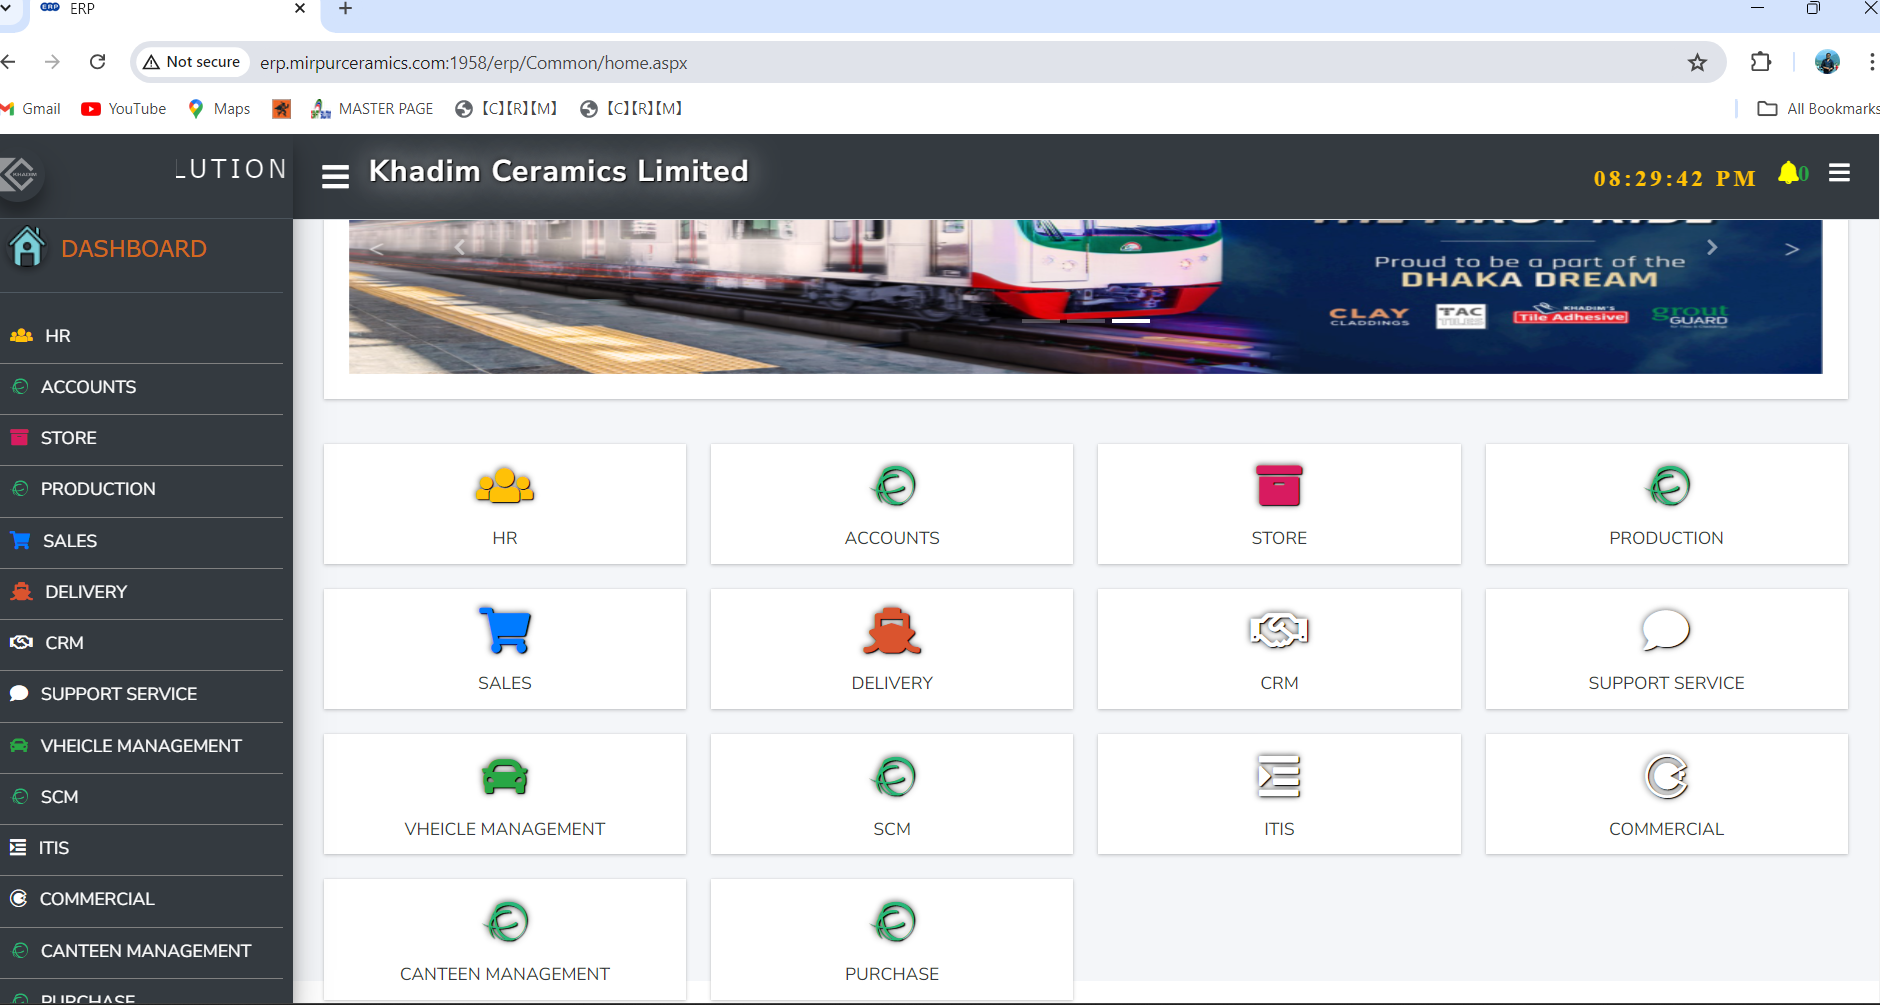 ERP
Not secure
erp.mirpurceramics.com:1958/erp/Common/home.aspx
Gmail
YouTube
Maps
MASTER PAGE
【C】【R】【M】
【C】【R】【M】
All Bookmarks
LUTION
Khadim Ceramics Limited
08:29:42 PM
0
DASHBOARD
HR
ACCOUNTS
STORE
PRODUCTION
SALES
DELIVERY
CRM
SUPPORT SERVICE
VHEICLE MANAGEMENT
SCM
ITIS
COMMERCIAL
CANTEEN MANAGEMENT
PURCHASE
THE FIRST RIDE
Proud to be a part of the
DHAKA DREAM
CLAY
CLADDINGS
TAC
TILES
KHADIM'S
Tile Adhesive
grout
GUARD
HR
ACCOUNTS
STORE
PRODUCTION
SALES
DELIVERY
CRM
SUPPORT SERVICE
VHEICLE MANAGEMENT
SCM
ITIS
COMMERCIAL
CANTEEN MANAGEMENT
PURCHASE